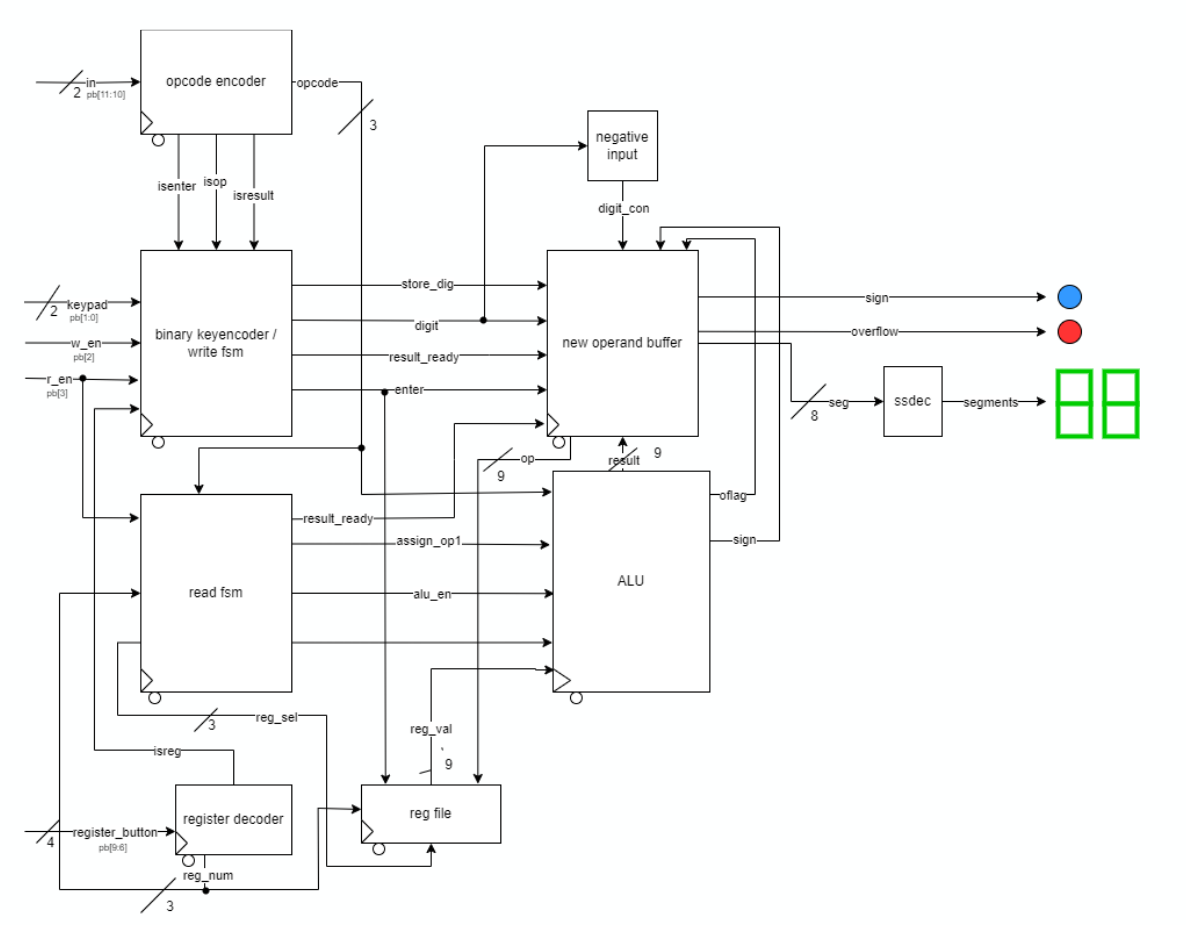 opcode encoder
opcode
in
2
pb[11:10]
3
negative
input
isenter
isop
isresult
digit_con
store_dig
keypad
2
pb[1:0]
sign
digit
binary keyencoder /
write fsm
new operand buffer
overflow
w_en
pb[2]
result_ready
r_en
pb[3]
enter
seg
8
ssdec
segments
op
9
result
9
oflag
result_ready
assign_op1
sign
ALU
read fsm
alu_en
reg_sel
3
reg_val
9
isreg
reg file
register decoder
register_button
4
pb[9:6]
reg_num
3